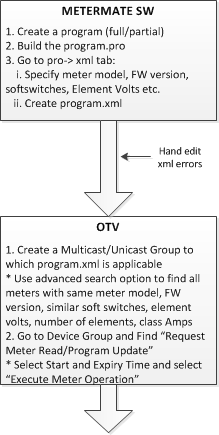 METERMATE SW
1. Create a program (full/partial)
2. Build the program.pro
3. Go to pro-> xml tab:
i. Specify meter model, FW version,
softswitches, Element Volts etc.
ii. Create program.xml
Hand edit
xml errors
OTV
1. Create a Multicast/Unicast Group to
which program.xml is applicable
* Use advanced search option to find all
meters with same meter model, FW
version, similar soft switches, element
volts, number of elements, class Amps
2. Go to Device Group and Find “Request
Meter Read/Program Update”
* Select Start and Expiry Time and select
“Execute Meter Operation”